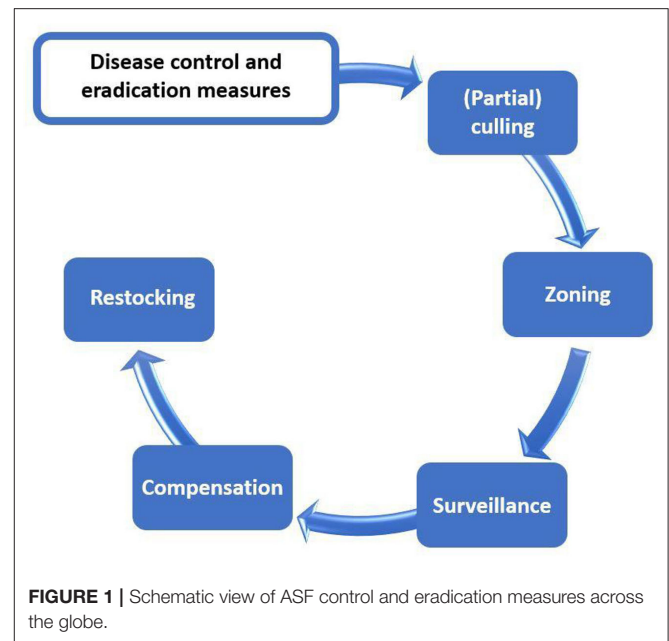 Disease control and
eradication measures
(Partial)
culling
Zoning
Surveillance
Compensation
Restocking
FIGURE 1 | Schematic view of ASF control and eradication measures across
the globe.